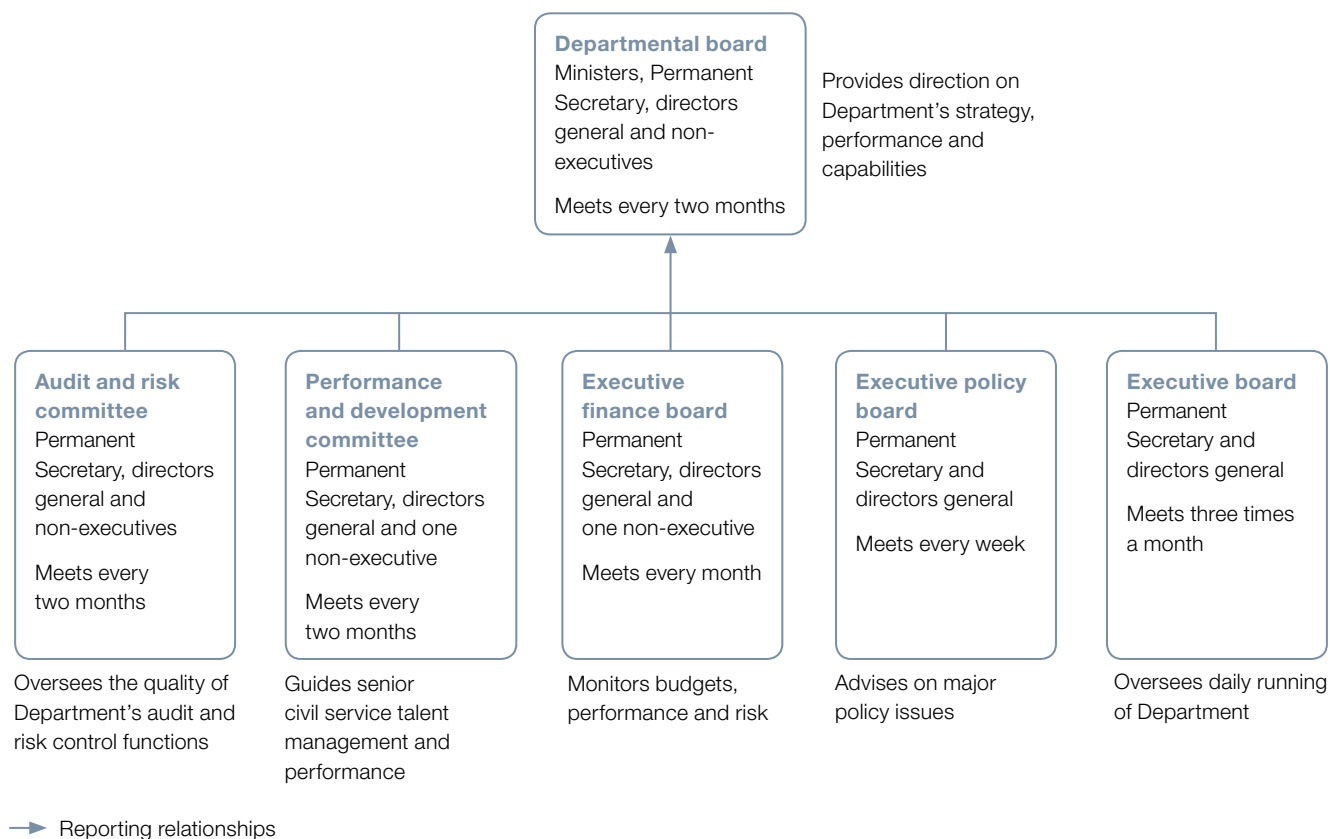 Departmental board
Ministers, Permanent
Secretary, directors
general and non-
executives
Meets every two months
Provides direction on
Department's strategy,
performance and
capabilities
Audit and risk
committee
Permanent
Secretary, directors
general and
non-executives
Meets every
two months
Oversees the quality of
Department's audit and
risk control functions
Performance
and development
committee
Permanent
Secretary, directors
general and one
non-executive
Meets every
two months
Guides senior
civil service talent
management and
performance
Executive
finance board
Permanent
Secretary, directors
general and
one non-executive
Meets every month
Monitors budgets,
performance and risk
Executive policy
board
Permanent
Secretary and
directors general
Meets every week
Advises on major
policy issues
Executive board
Permanent
Secretary and
directors general
Meets three times
a month
Oversees daily running
of Department
Reporting relationships